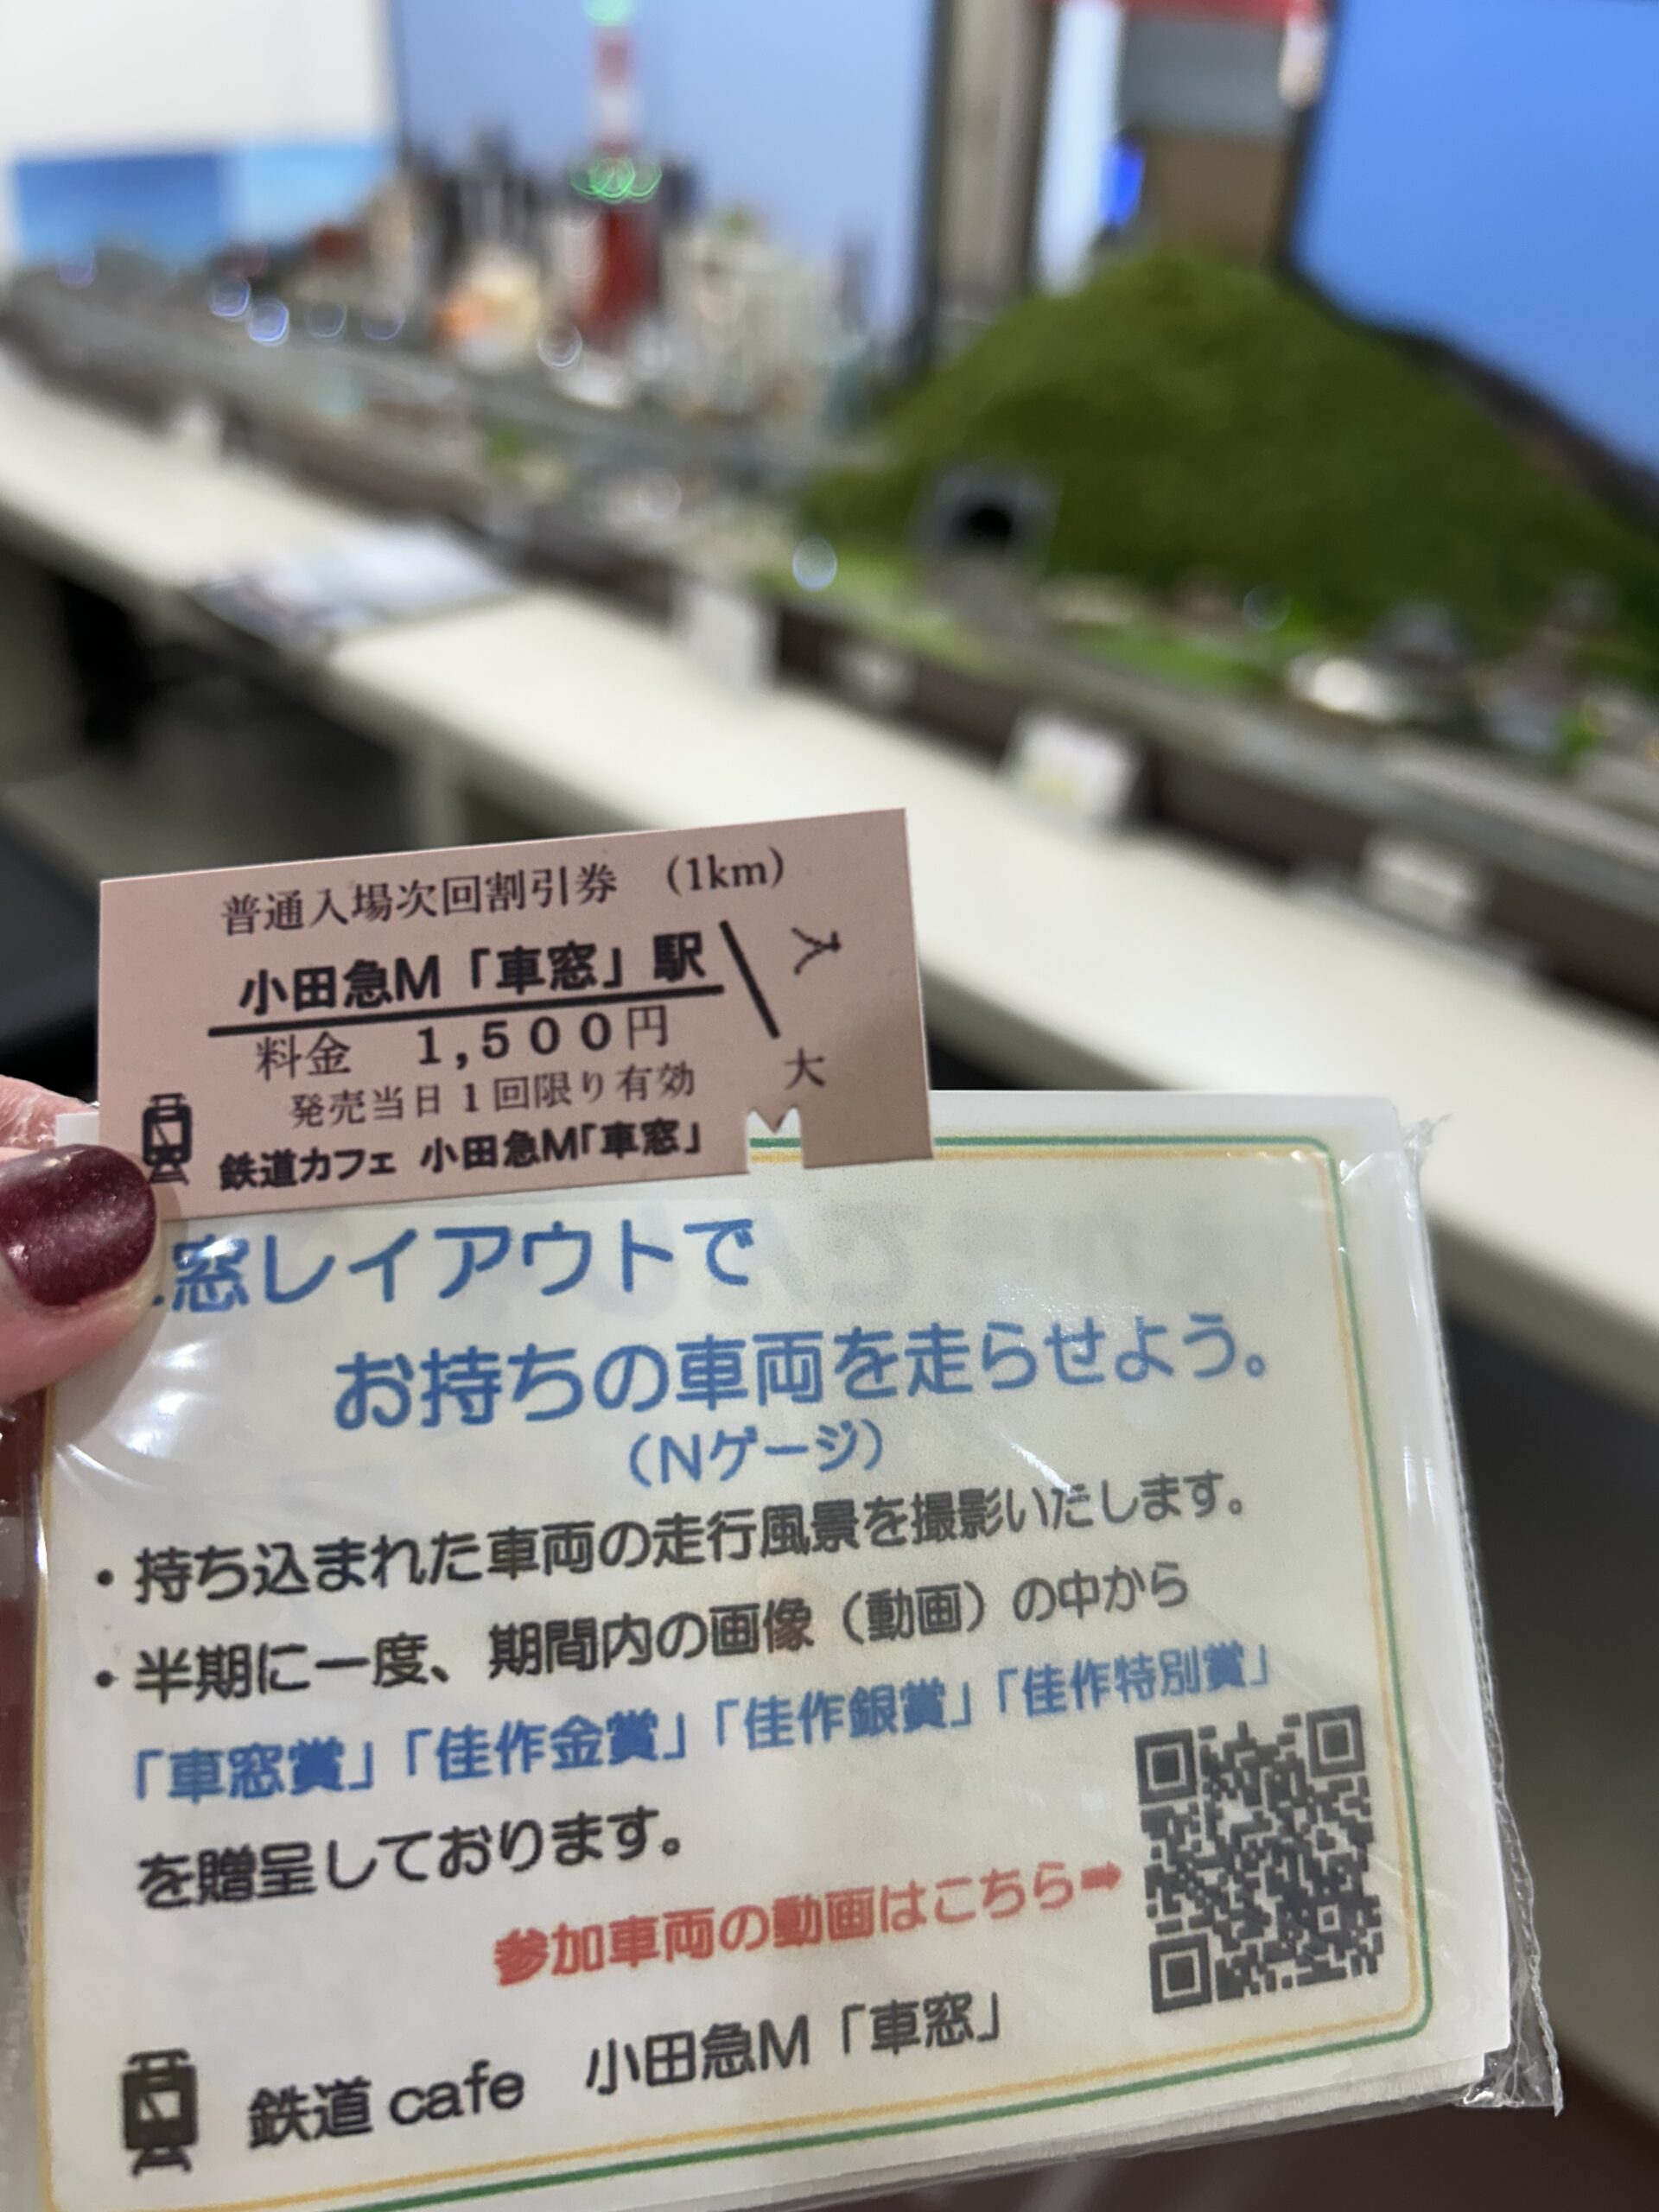 普通入場次回割引券 (1km)
小田急M「車窓」駅
入
料金 1,500円
大
発売当日1回限り有効
鉄道カフェ 小田急M「車窓」
窓レイアウトで
お持ちの車両を走らせよう。
(Nゲージ)
・持ち込まれた車両の走行風景を撮影いたします。
・半期に一度、期間内の画像（動画）の中から
「車窓賞」「佳作金賞」「佳作銀賞」「佳作特別賞」
を贈呈しております。
参加車両の動画はこちら➡
鉄道cafe 小田急M「車窓」